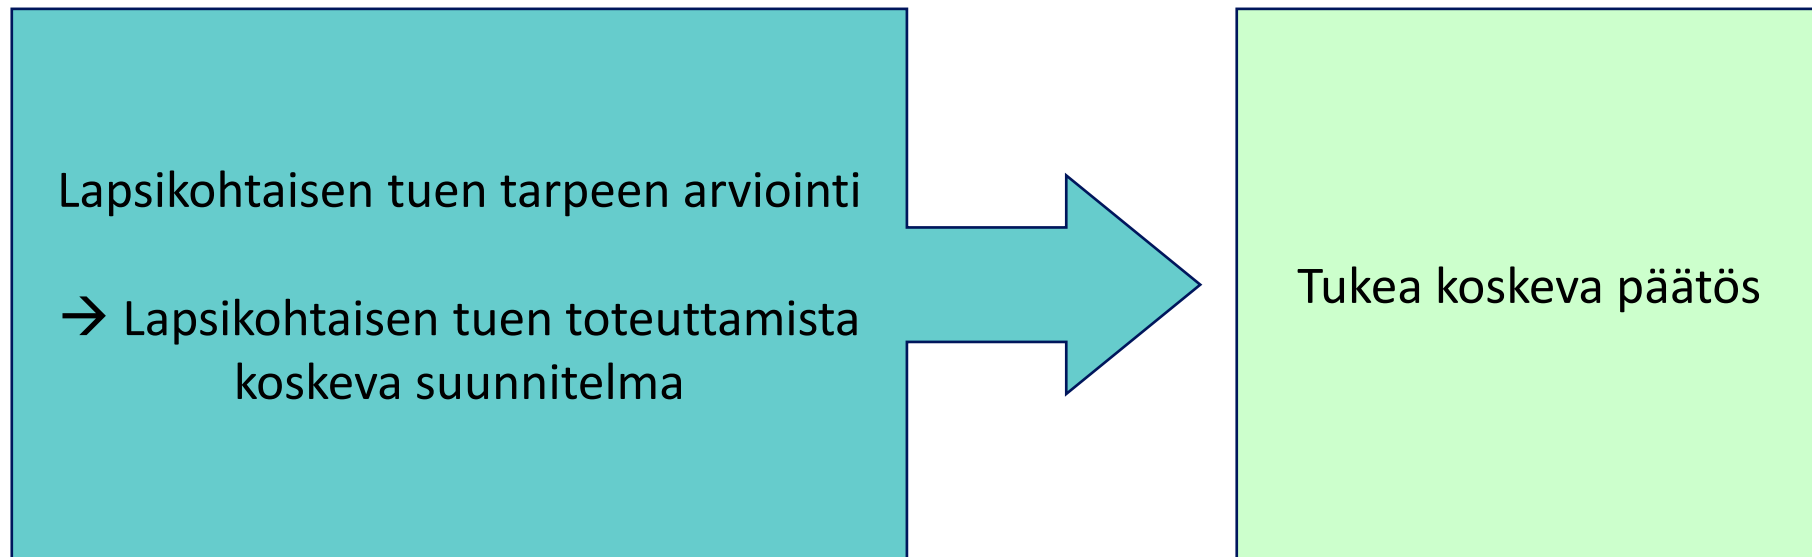 Lapsikohtaisen tuen tarpeen arviointi
→ Lapsikohtaisen tuen toteuttamista
koskeva suunnitelma
Tukea koskeva päätös